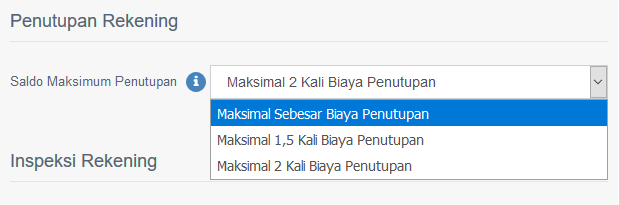 Penutupan Rekening
Saldo Maksimum Penutupan i Maksimal 2 Kali Biaya Penutupan
Maksimal Sebesar Biaya Penutupan
Maksimal 1,5 Kali Biaya Penutupan
Maksimal 2 Kali Biaya Penutupan
Inspeksi Rekening